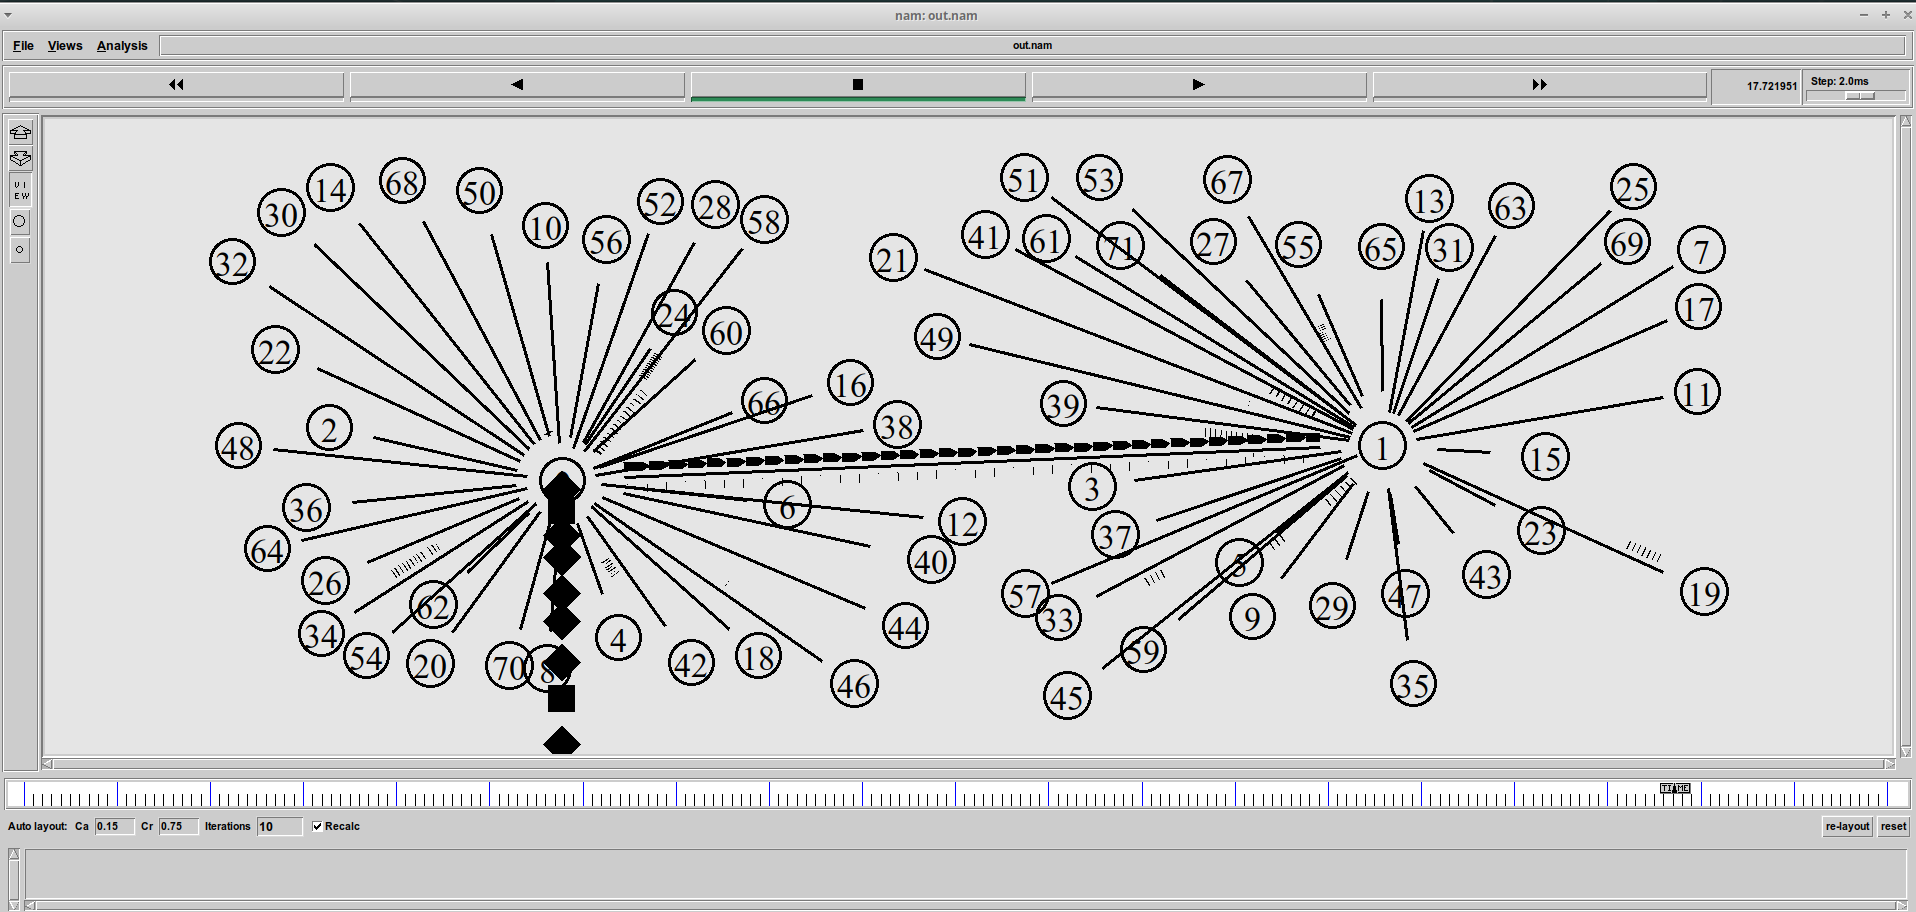 nam: out.nam
File Views Analysis out.nam
17.721951 Step: 2.0ms
VI
EW
51 53 67 25
14 68 50 13 63
30 10 52 28 58
56 41 61 71 27 55 65 31 69 7
32 21
24 60 17
22 49
16 11
66 39
2 38
48 1 15
3
36 6 12
64 37 23
26 40 5 43
62 57 33 9 29 47 19
34 54 4 44
20 70 8 42 18 59
46 45 35
TIME
Auto layout: Ca 0.15 Cr 0.75 Iterations 10 Recalc re-layout reset